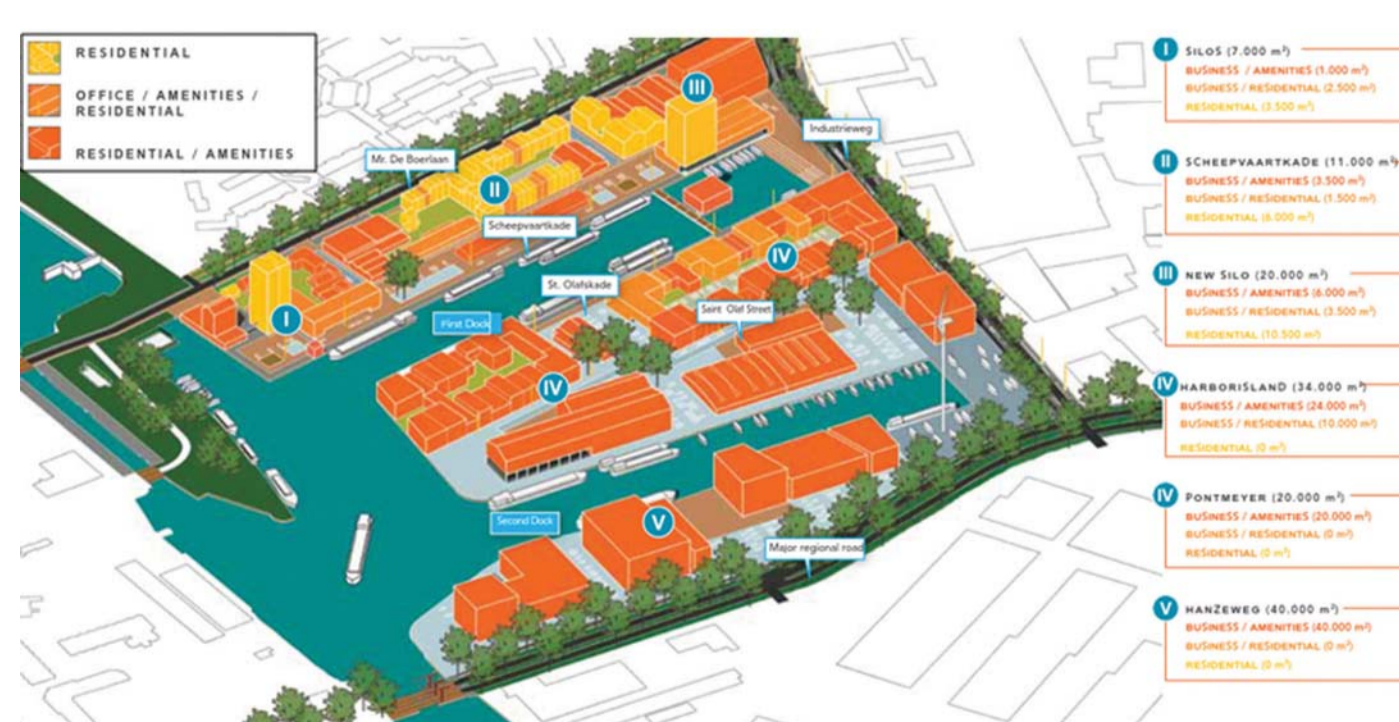 RESIDENTIAL
OFFICE / AMENITIES /
RESIDENTIAL
RESIDENTIAL / AMENITIES
Mr. De Boerlaan
Industrieweg
Scheepvaartkade
St. Olafskade
Saint Olaf Street
First Dock
Second Dock
Major regional road
I
II
III
IV
IV
V
I SILOS (7.000 m²)
BUSINESS / AMENITIES (1.000 m²)
BUSINESS / RESIDENTIAL (2.500 m²)
RESIDENTIAL (3.500 m²)
II SCHEEPVAARTKADE (11.000 m²)
BUSINESS / AMENITIES (3.500 m²)
BUSINESS / RESIDENTIAL (1.500 m²)
RESIDENTIAL (6.000 m²)
III NEW SILO (20.000 m²)
BUSINESS / AMENITIES (6.000 m²)
BUSINESS / RESIDENTIAL (3.500 m²)
RESIDENTIAL (10.500 m²)
IV HARBORISLAND (34.000 m²)
BUSINESS / AMENITIES (24.000 m²)
BUSINESS / RESIDENTIAL (10.000 m²)
RESIDENTIAL (0 m²)
IV PONTMEYER (20.000 m²)
BUSINESS / AMENITIES (20.000 m²)
BUSINESS / RESIDENTIAL (0 m²)
RESIDENTIAL (0 m²)
V HANZEWEG (40.000 m²)
BUSINESS / AMENITIES (40.000 m²)
BUSINESS / RESIDENTIAL (0 m²)
RESIDENTIAL (0 m²)